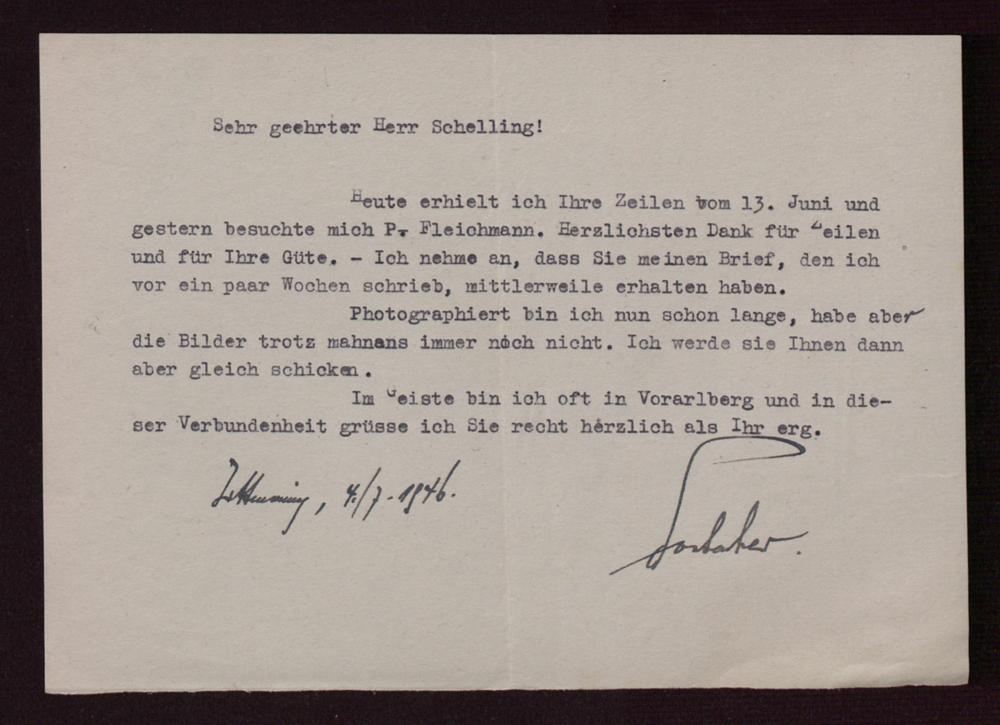 Sehr geehrter Herr Schelling!
Heute erhielt ich Ihre Zeilen vom 13. Juni und
gestern besuchte mich P. Fleichmann. Herzlichsten Dank für Zeilen
und für Ihre Güte. - Ich nehme an, dass Sie meinen Brief, den ich
vor ein paar Wochen schrieb, mittlerweile erhalten haben.
Photographiert bin ich nun schon lange, habe aber
die Bilder trotz mahnans immer noch nicht. Ich werde sie Ihnen dann
aber gleich schicken.
Im Geiste bin ich oft in Vorarlberg und in die-
ser Verbundenheit grüsse ich Sie recht herzlich als Ihr erg.
4./7.1946.